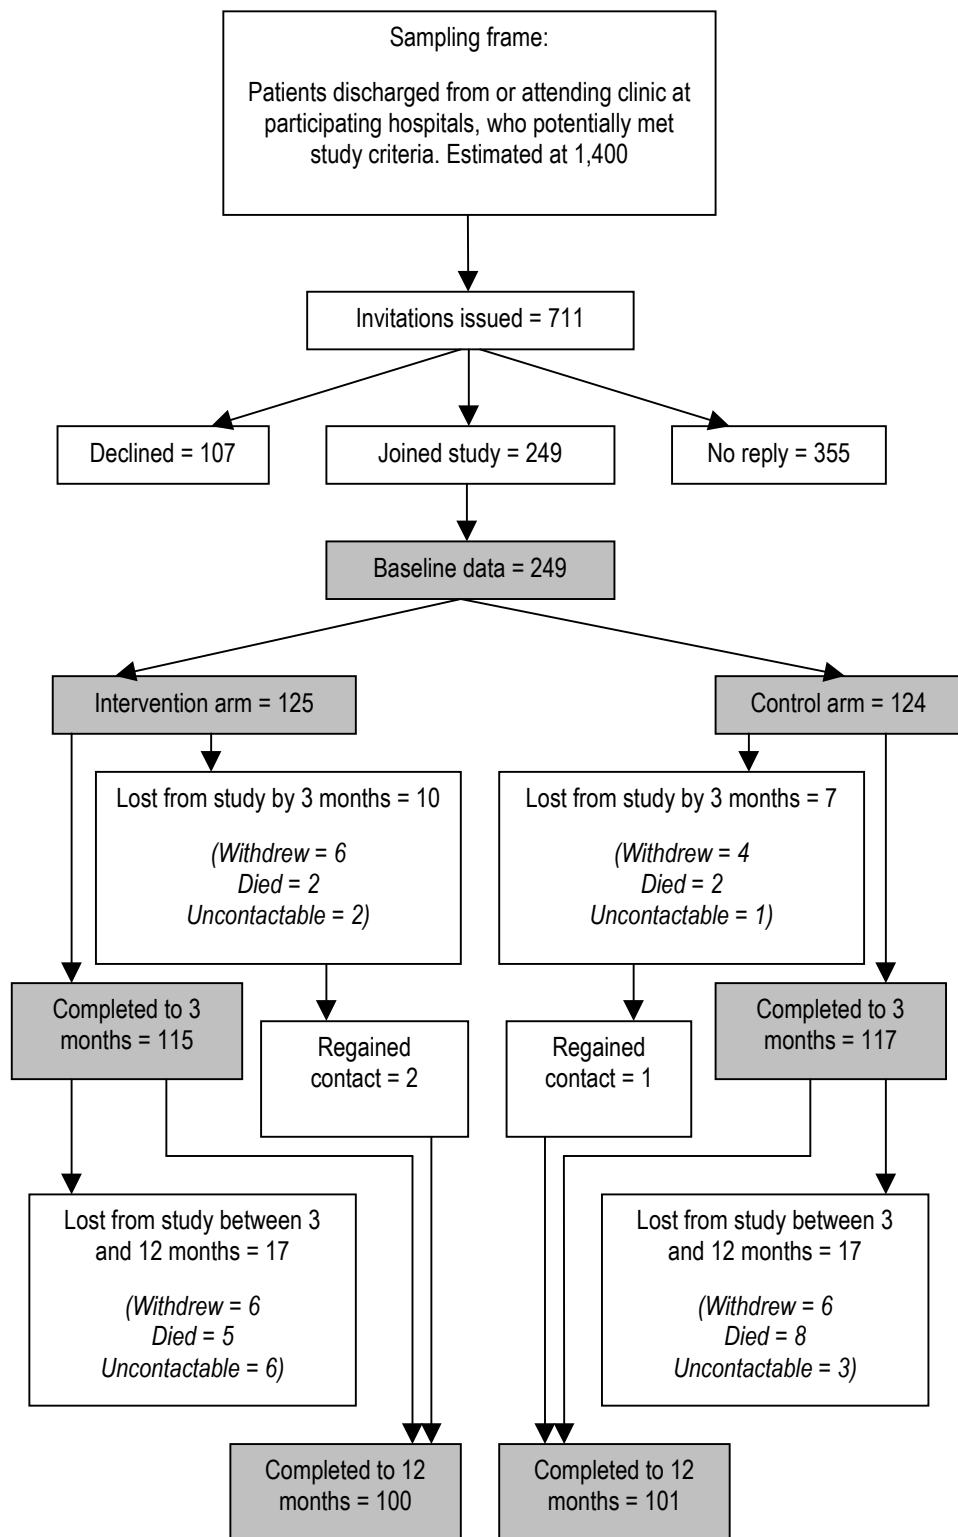 Sampling frame:
Patients discharged from or attending clinic at
participating hospitals, who potentially met
study criteria. Estimated at 1,400
Invitations issued = 711
Declined = 107
Joined study = 249
No reply = 355
Baseline data = 249
Intervention arm = 125
Control arm = 124
Lost from study by 3 months = 10
(Withdrew = 6
Died = 2
Uncontactable = 2)
Lost from study by 3 months = 7
(Withdrew = 4
Died = 2
Uncontactable = 1)
Completed to 3
months = 115
Regained
contact = 2
Regained
contact = 1
Completed to 3
months = 117
Lost from study between 3
and 12 months = 17
(Withdrew = 6
Died = 5
Uncontactable = 6)
Lost from study between 3
and 12 months = 17
(Withdrew = 6
Died = 8
Uncontactable = 3)
Completed to 12
months = 100
Completed to 12
months = 101